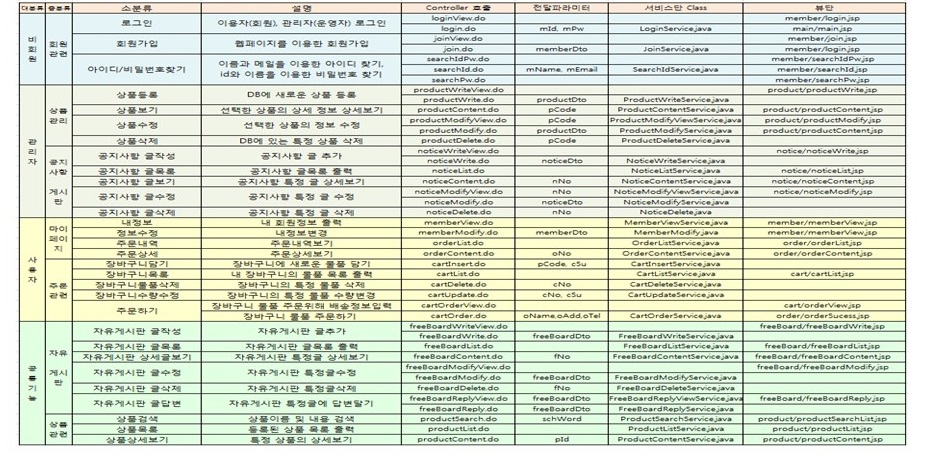 대분류 중분류 소분류 설명 Controller 호출 전달파라미터 서비스단 Class 뷰단
비회원 회원관련 로그인 이용자(회원), 관리자(운영자) 로그인 loginView.do member/login.jsp
login.do mId, mPw LoginService.java main/main.jsp
회원가입 웹페이지를 이용한 회원가입 joinView.do member/join.jsp
join.do memberDto JoinService.java member/login.jsp
아이디/비밀번호찾기 이름과 메일을 이용한 아이디 찾기, id와 이름을 이용한 비밀번호 찾기 searchIdPw.do member/searchIdPw.jsp
searchId.do mName, mEmail SearchIdService.java member/searchId.jsp
searchPw.do member/searchPw.jsp
관리자 상품관리 상품등록 DB에 새로운 상품 등록 productWriteView.do product/productWrite.jsp
productWrite.do productDto ProductWriteService.java
상품보기 선택한 상품의 상세 정보 상세보기 productContent.do pCode ProductContentService.java product/productContent.jsp
상품수정 선택한 상품의 정보 수정 productModifyView.do pCode ProductModifyViewService.java product/productModify.jsp
productModify.do productDto ProductModifyService.java product/productContent.jsp
상품삭제 DB에 있는 특정 상품 삭제 productDelete.do pCode ProductDeleteService.java
공지사항 게시판 공지사항 글작성 공지사항 글 추가 noticeWriteView.do notice/noticeWrite.jsp
noticeWrite.do noticeDto NoticeWriteService.java
공지사항 글목록 공지사항 글목록 출력 noticeList.do NoticeListService.java notice/noticeList.jsp
공지사항 글보기 공지사항 특정 글 상세보기 noticeContent.do nNo NoticeContentService.java notice/noticeContent.jsp
공지사항 글수정 공지사항 특정 글 수정 noticeModifyView.do nNo NoticeModifyViewService.java notice/noticeModify.jsp
noticeModify.do noticeDto NoticeModifyService.java
공지사항 글삭제 공지사항 특정 글 삭제 noticeDelete.do nNo NoticeDelete.java
사용자 마이페이지 내정보 내 회원정보 출력 memberView.do MemberViewService.java member/memberView.jsp
정보수정 내정보변경 memberModify.do memberDto MemberModify.java member/memberModify.jsp
주문내역 주문내역보기 orderList.do OrderListService.java order/orderList.jsp
주문상세 주문상세보기 orderContent.do oNo OrderContentService.java order/orderContent.jsp
주문관련 장바구니담기 장바구니에 새로운 물품 담기 cartInsert.do pCode, cSu CartInsertService.java
장바구니목록 내 장바구니의 물품 목록 출력 cartList.do CartListService.java cart/cartList.jsp
장바구니물품삭제 장바구니의 특정 물품 삭제 cartDelete.do cNo CartDeleteService.java
장바구니수량수정 장바구니의 특정 물품 수량변경 cartUpdate.do cNo, cSu CartUpdateService.java
주문하기 장바구니 물품 주문위해 배송정보입력 cartOrderView.do cart/orderView.jsp
장바구니 물품 주문하기 cartOrder.do oName,oAdd,oTel CartOrderService.java order/orderSucess.jsp
공통기능 자유게시판 자유게시판 글작성 자유게시판 글추가 freeBoardWriteView.do freeBoard/freeBoardWrite.jsp
freeBoardWrite.do freeBoardDto FreeBoardWriteService.java
자유게시판 글목록 자유게시판 글목록 출력 freeBoardList.do FreeBoardListService.java freeBoard/freeBoardList.jsp
자유게시판 상세글보기 자유게시판 특정글 상세보기 freeBoardContent.do fNo FreeBoardContentService.java freeBoard/freeBoardContent.jsp
자유게시판 글수정 자유게시판 특정글수정 freeBoardModifyView.do freeBoard/freeBoardModify.jsp
freeBoardModify.do freeBoardDto FreeBoardModifyService.java
자유게시판 글삭제 자유게시판 특정글삭제 freeBoardDelete.do fNo FreeBoardDeleteService.java
자유게시판 글답변 자유게시판 특정글에 답변달기 freeBoardReplyView.do freeBoardDto FreeBoardReplyViewService.java freeBoard/freeBoardReply.jsp
freeBoardReply.do freeBoardDto FreeBoardReplyService.java
상품관련 상품검색 상품이름 및 내용 검색 productSearch.do schWord ProductSearchService.java product/productSearchList.jsp
상품목록 등록된 상품 목록 출력 productList.do ProductListService.java product/productList.jsp
상품상세보기 특정 상품의 상세보기 productContent.do pId ProductContentService.java product/productContent.jsp